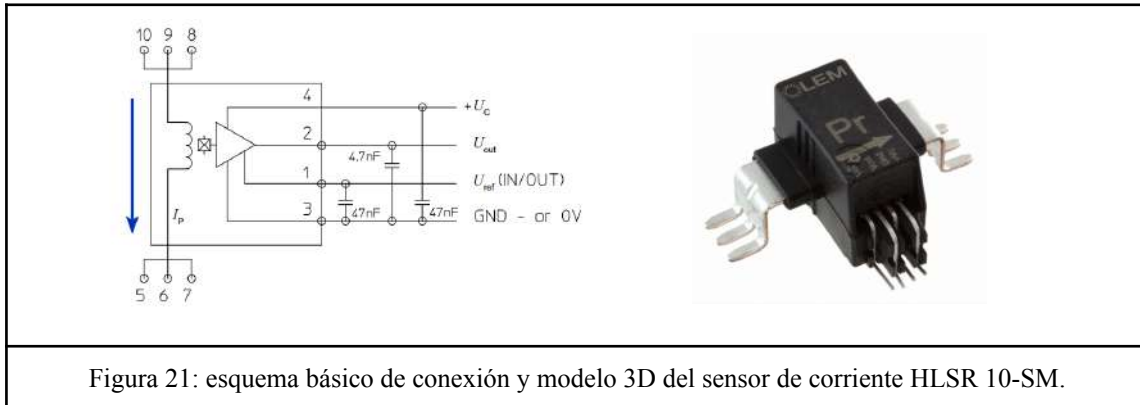 10 9 8
4
+U_C
2
U_out
4.7nF
1
U_ref (IN/OUT)
I_P
3
47nF
47nF
GND - or 0V
5 6 7
LEM
Pr
Figura 21: esquema básico de conexión y modelo 3D del sensor de corriente HLSR 10-SM.